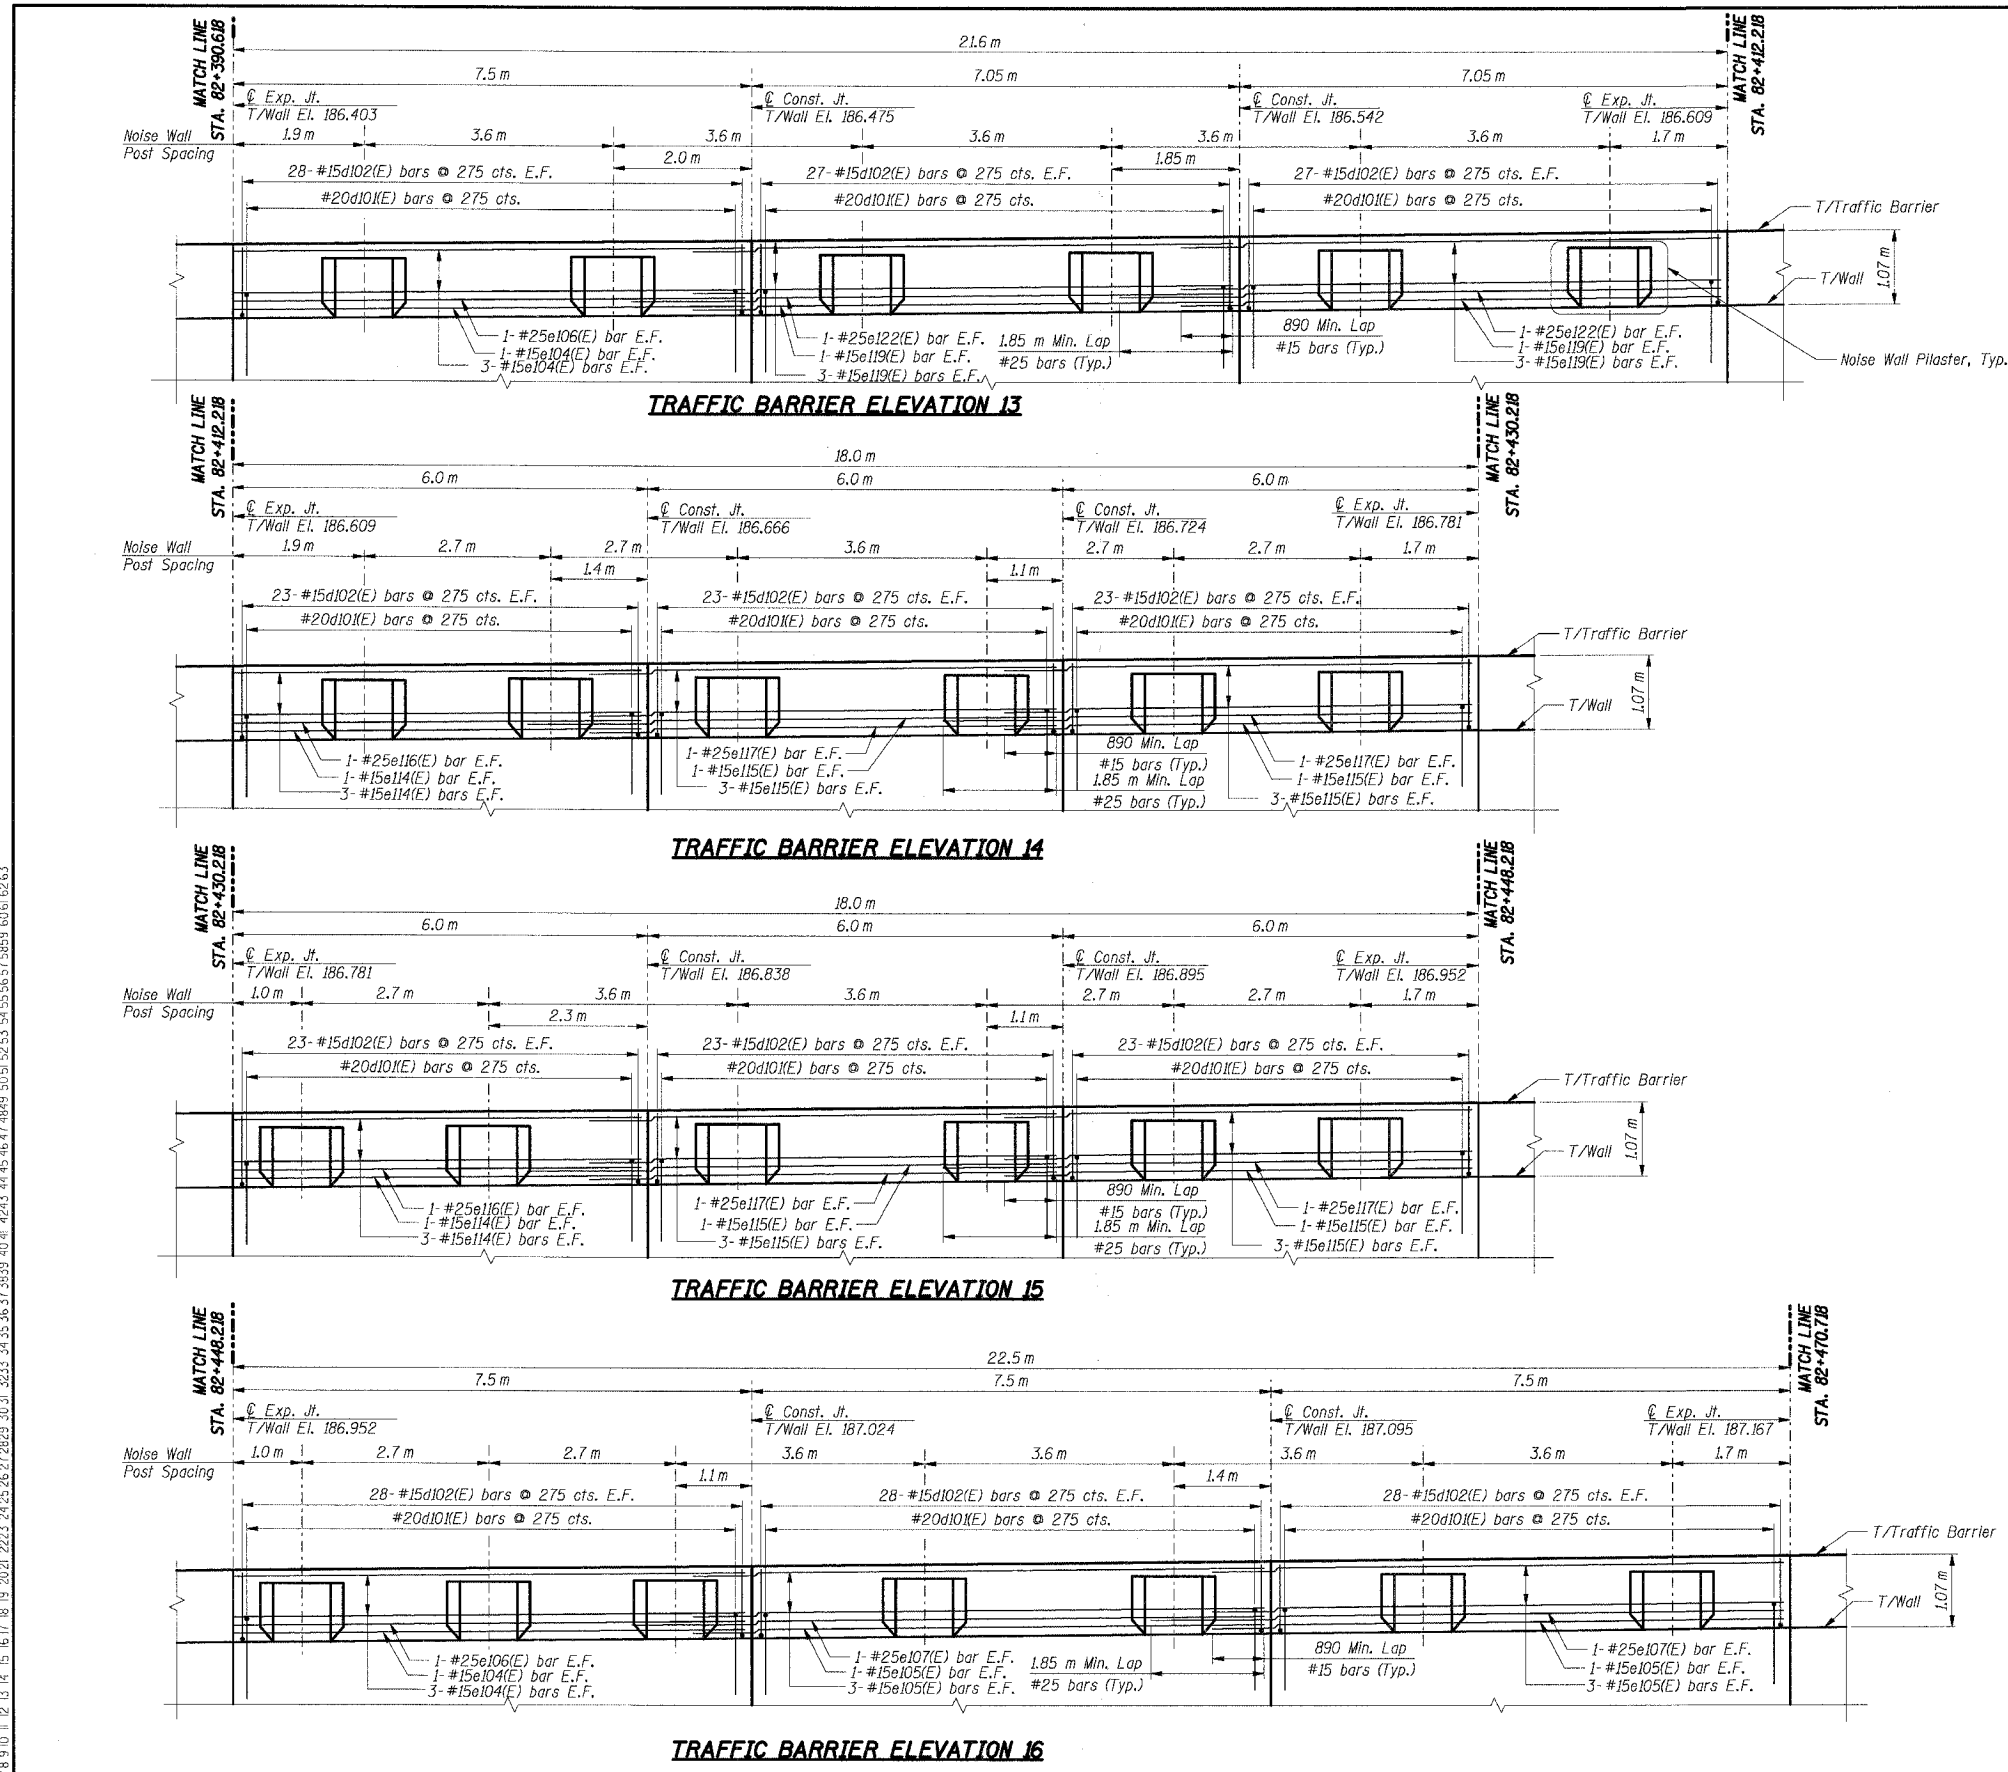 MATCH LINE
STA. 82+390.618
21.6 m
MATCH LINE
STA. 82+412.218
7.5 m
7.05 m
7.05 m
℄ Exp. Jt.
T/Wall El. 186.403
℄ Const. Jt.
T/Wall El. 186.475
℄ Const. Jt.
T/Wall El. 186.542
℄ Exp. Jt.
T/Wall El. 186.609
Noise Wall
Post Spacing
1.9 m
3.6 m
3.6 m
3.6 m
3.6 m
3.6 m
1.7 m
2.0 m
1.85 m
28-#15d102(E) bars @ 275 cts. E.F.
27-#15d102(E) bars @ 275 cts. E.F.
27-#15d102(E) bars @ 275 cts. E.F.
#20d101(E) bars @ 275 cts.
#20d101(E) bars @ 275 cts.
#20d101(E) bars @ 275 cts.
T/Traffic Barrier
T/Wall
1.07 m
1-#25e106(E) bar E.F.
1-#15e104(E) bar E.F.
3-#15e104(E) bars E.F.
1-#25e122(E) bar E.F.
1-#15e119(E) bar E.F.
3-#15e119(E) bars E.F.
1.85 m Min. Lap
#25 bars (Typ.)
890 Min. Lap
#15 bars (Typ.)
1-#25e122(E) bar E.F.
1-#15e119(E) bar E.F.
3-#15e119(E) bars E.F.
Noise Wall Pilaster, Typ.
TRAFFIC BARRIER ELEVATION 13
MATCH LINE
STA. 82+412.218
18.0 m
MATCH LINE
STA. 82+430.218
6.0 m
6.0 m
6.0 m
℄ Exp. Jt.
T/Wall El. 186.609
℄ Const. Jt.
T/Wall El. 186.666
℄ Const. Jt.
T/Wall El. 186.724
℄ Exp. Jt.
T/Wall El. 186.781
Noise Wall
Post Spacing
1.9 m
2.7 m
2.7 m
3.6 m
2.7 m
2.7 m
1.7 m
1.4 m
1.1 m
23-#15d102(E) bars @ 275 cts. E.F.
23-#15d102(E) bars @ 275 cts. E.F.
23-#15d102(E) bars @ 275 cts. E.F.
#20d101(E) bars @ 275 cts.
#20d101(E) bars @ 275 cts.
#20d101(E) bars @ 275 cts.
T/Traffic Barrier
T/Wall
1.07 m
1-#25e116(E) bar E.F.
1-#15e114(E) bar E.F.
3-#15e114(E) bars E.F.
1-#25e117(E) bar E.F.
1-#15e115(E) bar E.F.
3-#15e115(E) bars E.F.
890 Min. Lap
#15 bars (Typ.)
1.85 m Min. Lap
#25 bars (Typ.)
1-#25e117(E) bar E.F.
1-#15e115(E) bar E.F.
3-#15e115(E) bars E.F.
TRAFFIC BARRIER ELEVATION 14
MATCH LINE
STA. 82+430.218
18.0 m
MATCH LINE
STA. 82+448.218
6.0 m
6.0 m
6.0 m
℄ Exp. Jt.
T/Wall El. 186.781
℄ Const. Jt.
T/Wall El. 186.838
℄ Const. Jt.
T/Wall El. 186.895
℄ Exp. Jt.
T/Wall El. 186.952
Noise Wall
Post Spacing
1.0 m
2.7 m
3.6 m
3.6 m
2.7 m
2.7 m
1.7 m
2.3 m
1.1 m
23-#15d102(E) bars @ 275 cts. E.F.
23-#15d102(E) bars @ 275 cts. E.F.
23-#15d102(E) bars @ 275 cts. E.F.
#20d101(E) bars @ 275 cts.
#20d101(E) bars @ 275 cts.
#20d101(E) bars @ 275 cts.
T/Traffic Barrier
T/Wall
1.07 m
1-#25e116(E) bar E.F.
1-#15e114(E) bar E.F.
3-#15e114(E) bars E.F.
1-#25e117(E) bar E.F.
1-#15e115(E) bar E.F.
3-#15e115(E) bars E.F.
890 Min. Lap
#15 bars (Typ.)
1.85 m Min. Lap
#25 bars (Typ.)
1-#25e117(E) bar E.F.
1-#15e115(E) bar E.F.
3-#15e115(E) bars E.F.
TRAFFIC BARRIER ELEVATION 15
MATCH LINE
STA. 82+448.218
22.5 m
MATCH LINE
STA. 82+470.718
7.5 m
7.5 m
7.5 m
℄ Exp. Jt.
T/Wall El. 186.952
℄ Const. Jt.
T/Wall El. 187.024
℄ Const. Jt.
T/Wall El. 187.095
℄ Exp. Jt.
T/Wall El. 187.167
Noise Wall
Post Spacing
1.0 m
2.7 m
2.7 m
3.6 m
3.6 m
3.6 m
3.6 m
1.7 m
1.1 m
1.4 m
28-#15d102(E) bars @ 275 cts. E.F.
28-#15d102(E) bars @ 275 cts. E.F.
28-#15d102(E) bars @ 275 cts. E.F.
#20d101(E) bars @ 275 cts.
#20d101(E) bars @ 275 cts.
#20d101(E) bars @ 275 cts.
T/Traffic Barrier
T/Wall
1.07 m
1-#25e106(E) bar E.F.
1-#15e104(E) bar E.F.
3-#15e104(E) bars E.F.
1-#25e107(E) bar E.F.
1-#15e105(E) bar E.F.
3-#15e105(E) bars E.F.
1.85 m Min. Lap
#25 bars (Typ.)
890 Min. Lap
#15 bars (Typ.)
1-#25e107(E) bar E.F.
1-#15e105(E) bar E.F.
3-#15e105(E) bars E.F.
TRAFFIC BARRIER ELEVATION 16